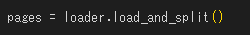 pages = loader.load_and_split()